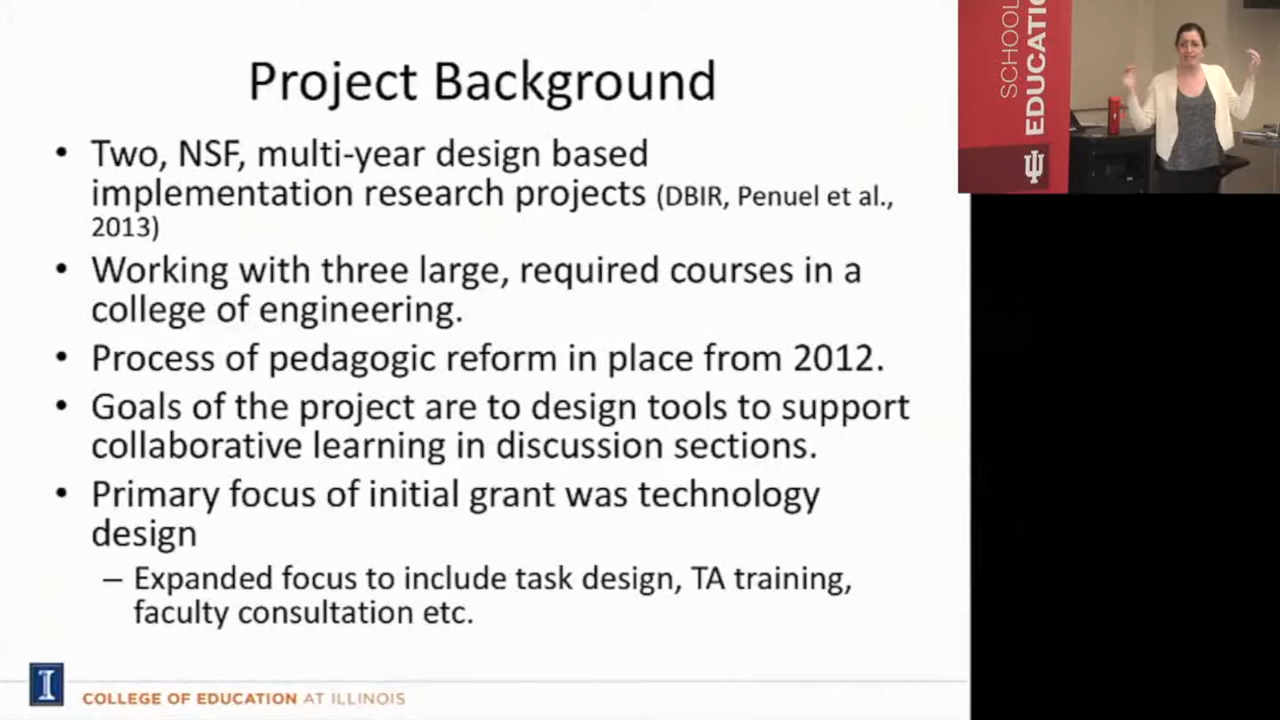 Project Background
• Two, NSF, multi-year design based
implementation research projects (DBIR, Penuel et al.,
2013)
• Working with three large, required courses in a
college of engineering.
• Process of pedagogic reform in place from 2012.
• Goals of the project are to design tools to support
collaborative learning in discussion sections.
• Primary focus of initial grant was technology
design
– Expanded focus to include task design, TA training,
faculty consultation etc.
I
COLLEGE OF EDUCATION AT ILLINOIS
SCHOOL
EDUCATIO